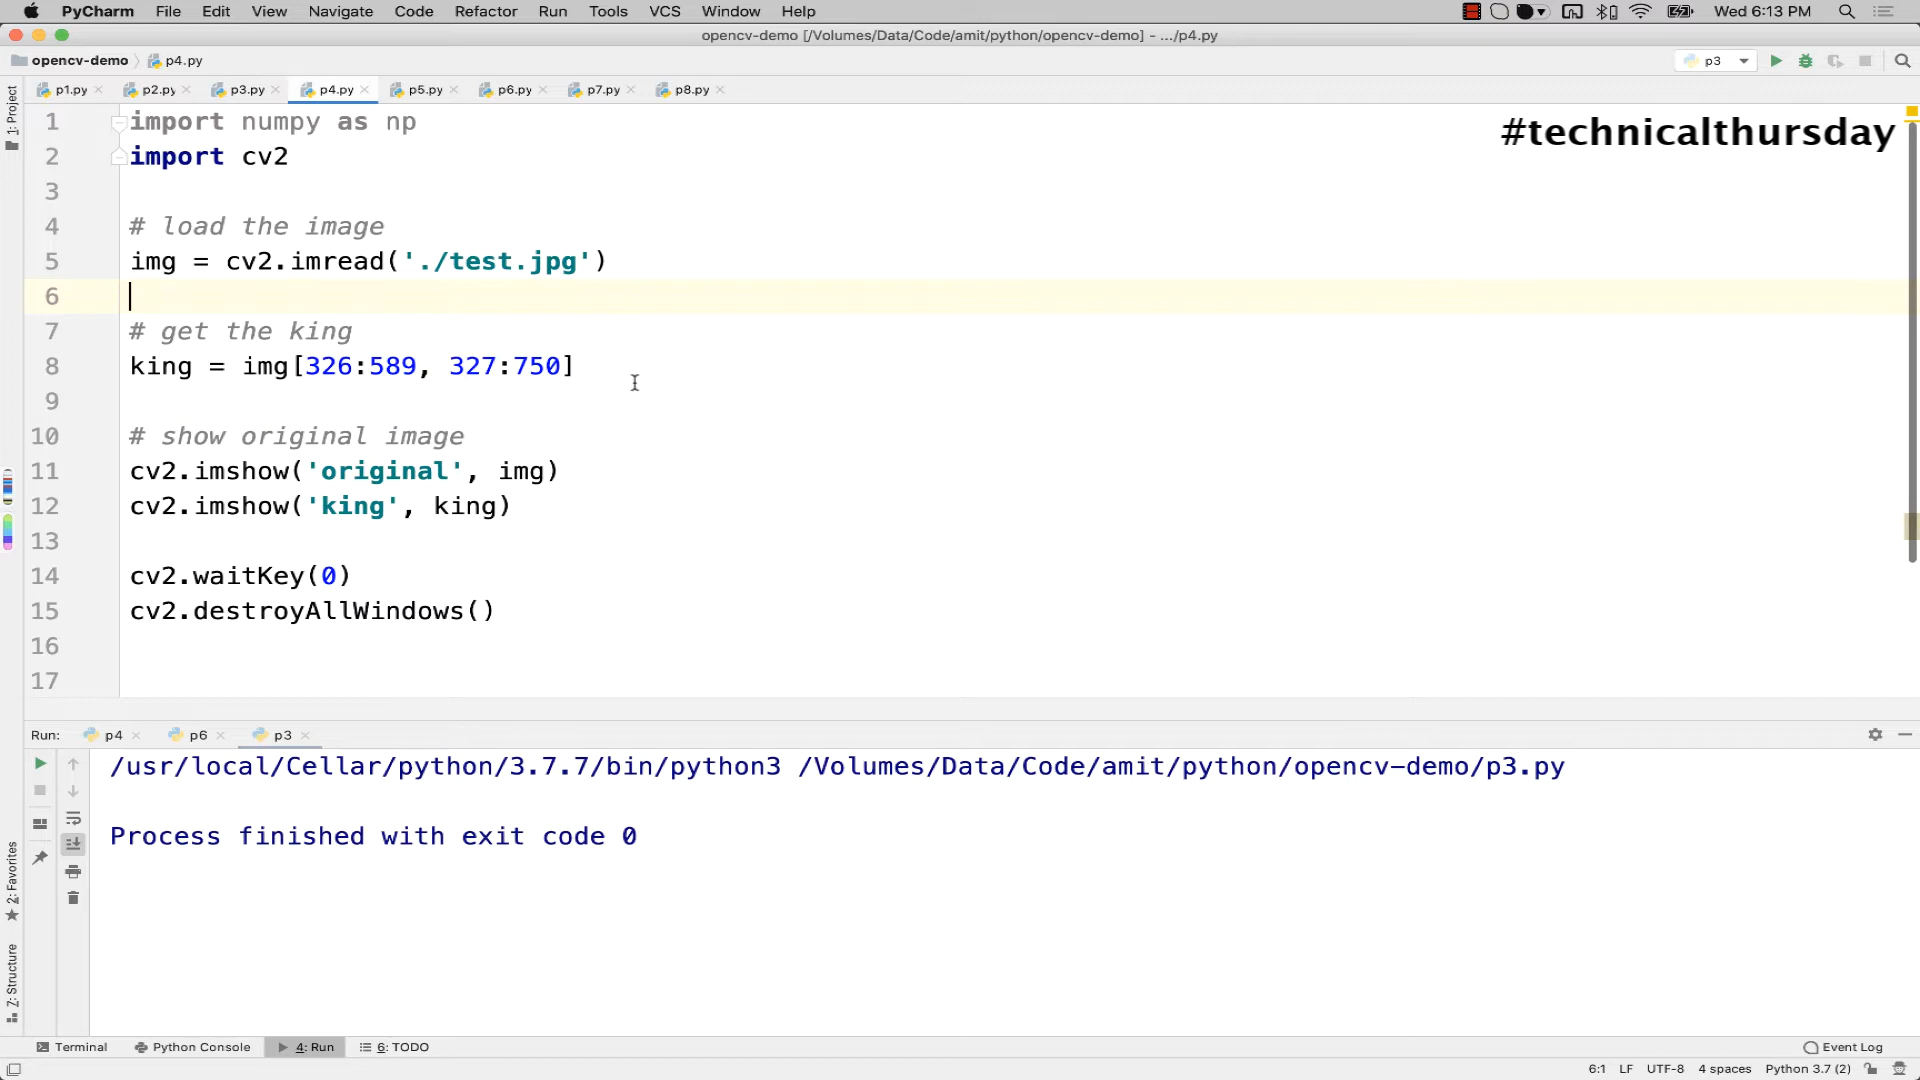 PyCharm File Edit View Navigate Code Refactor Run Tools VCS Window Help Wed 6:13 PM
opencv-demo [/Volumes/Data/Code/amit/python/opencv-demo] - .../p4.py
opencv-demo p4.py p3
p1.py p2.py p3.py p4.py p5.py p6.py p7.py p8.py
1: Project
#technicalthursday
1 import numpy as np
2 import cv2
3
4 # load the image
5 img = cv2.imread('./test.jpg')
6
7 # get the king
8 king = img[326:589, 327:750]
9
10 # show original image
11 cv2.imshow('original', img)
12 cv2.imshow('king', king)
13
14 cv2.waitKey(0)
15 cv2.destroyAllWindows()
16
17
Run: p4 p6 p3
/usr/local/Cellar/python/3.7.7/bin/python3 /Volumes/Data/Code/amit/python/opencv-demo/p3.py
Process finished with exit code 0
2: Favorites
7: Structure
Terminal Python Console 4: Run 6: TODO Event Log
6:1 LF UTF-8 4 spaces Python 3.7 (2)